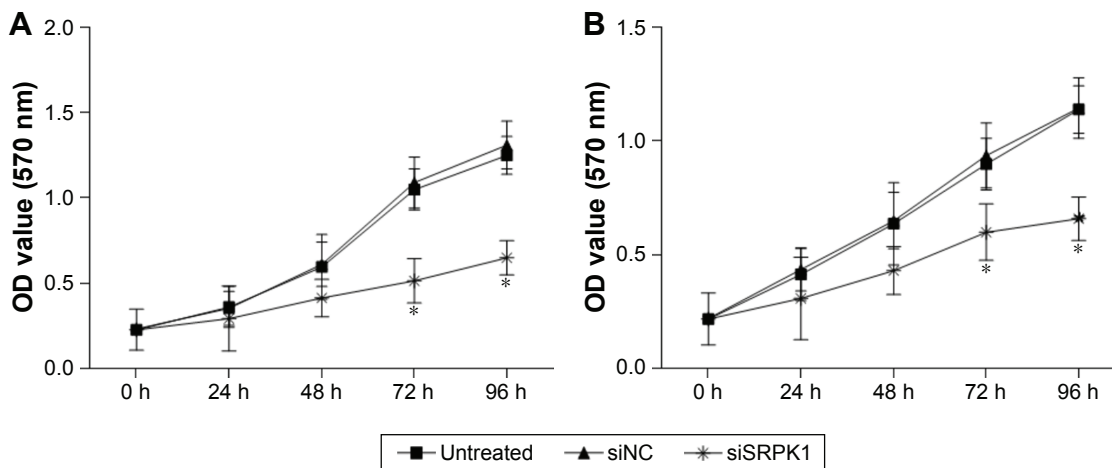 A
B
OD value (570 nm)
2.0
1.5
1.0
0.5
0.0
*
*
0 h 24 h 48 h 72 h 96 h
OD value (570 nm)
1.5
1.0
0.5
0.0
*
*
0 h 24 h 48 h 72 h 96 h
Untreated siNC siSRPK1